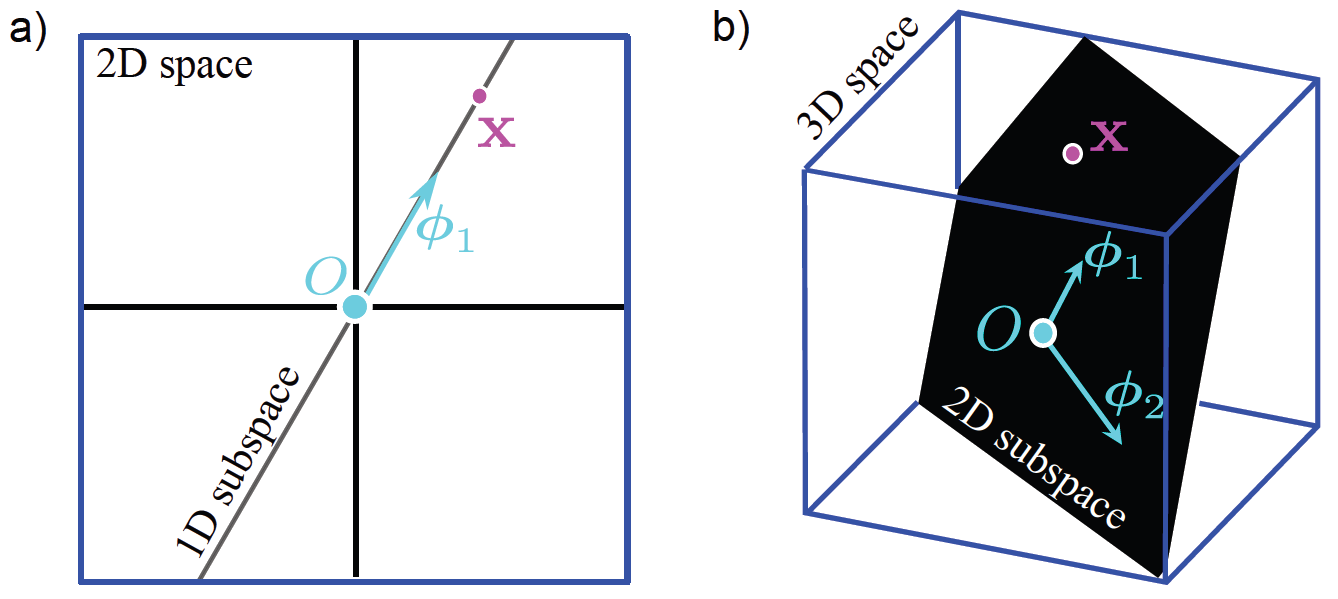 a)
2D space
x
ϕ1
O
1D subspace
b)
3D space
x
ϕ1
O
ϕ2
2D subspace